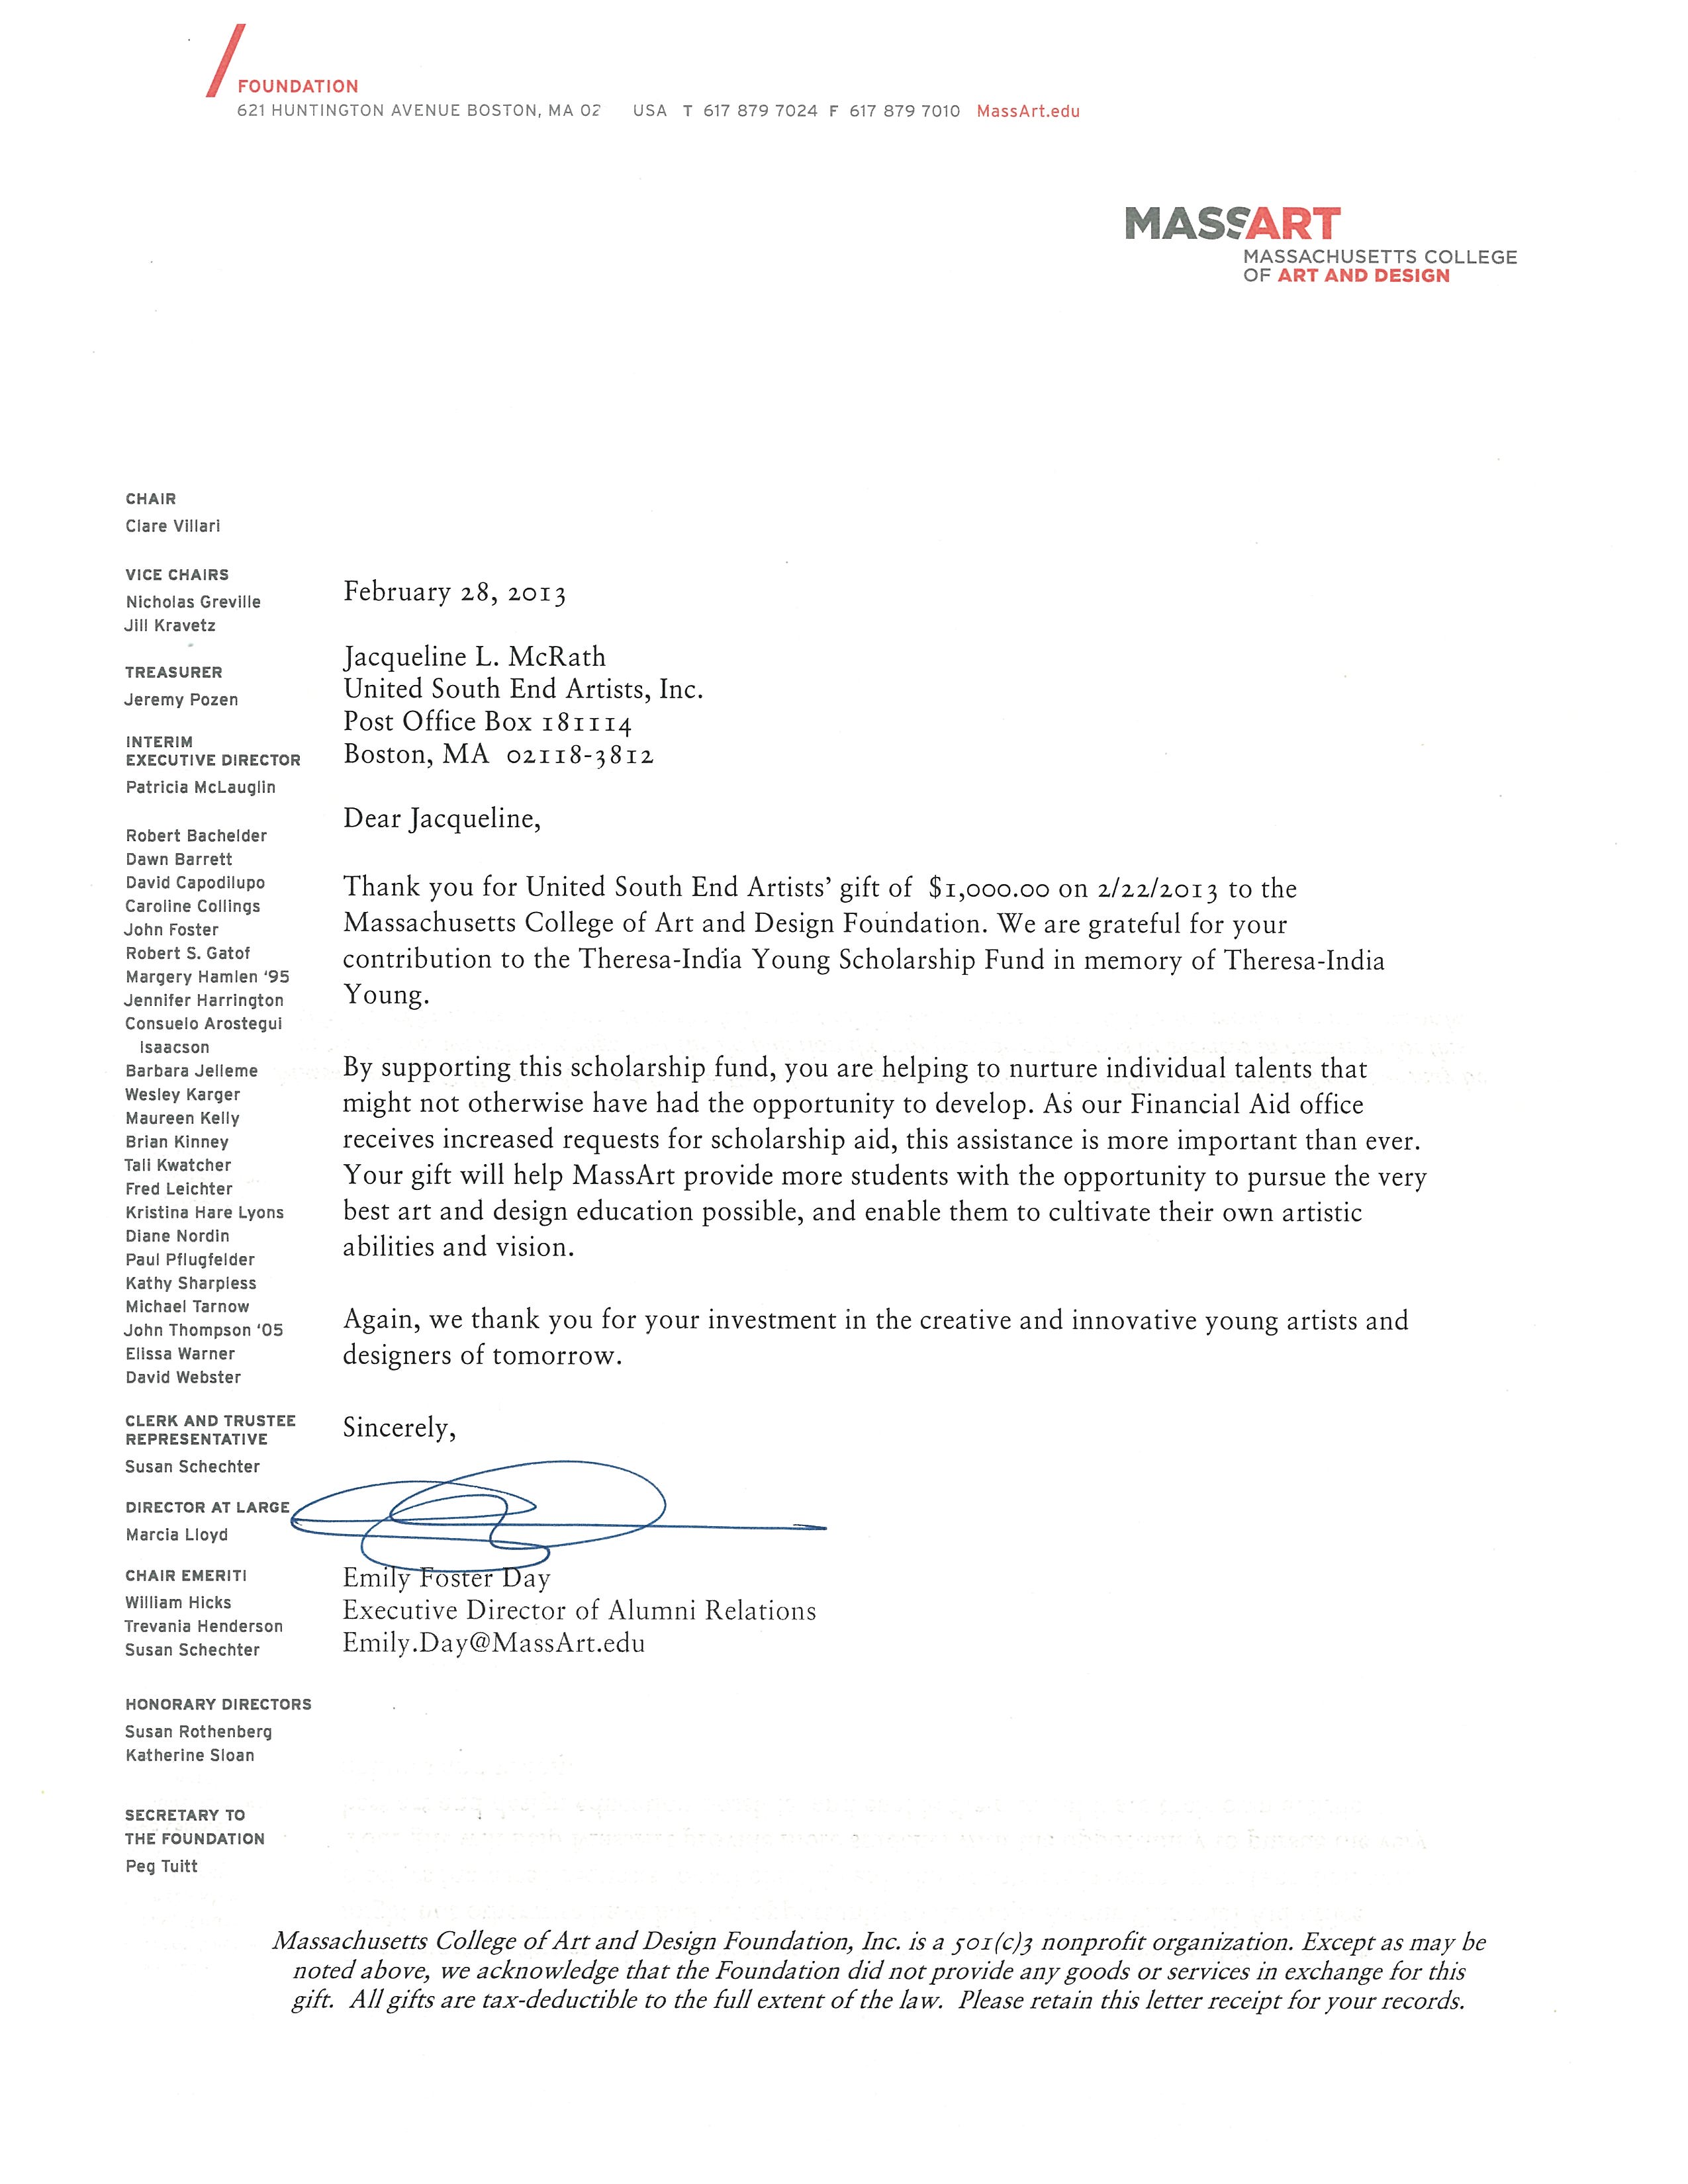 FOUNDATION
621 HUNTINGTON AVENUE BOSTON, MA 02 USA T 617 879 7024 F 617 879 7010 MassArt.edu
MASSART
MASSACHUSETTS COLLEGE
OF ART AND DESIGN
CHAIR
Clare Villari
VICE CHAIRS
Nicholas Greville
Jill Kravetz
TREASURER
Jeremy Pozen
INTERIM
EXECUTIVE DIRECTOR
Patricia McLauglin
Robert Bachelder
Dawn Barrett
David Capodilupo
Caroline Collings
John Foster
Robert S. Gatof
Margery Hamlen '95
Jennifer Harrington
Consuelo Arostegui
Isaacson
Barbara Jelleme
Wesley Karger
Maureen Kelly
Brian Kinney
Tali Kwatcher
Fred Leichter
Kristina Hare Lyons
Diane Nordin
Paul Pflugfelder
Kathy Sharpless
Michael Tarnow
John Thompson '05
Elissa Warner
David Webster
CLERK AND TRUSTEE
REPRESENTATIVE
Susan Schechter
DIRECTOR AT LARGE
Marcia Lloyd
CHAIR EMERITI
William Hicks
Trevania Henderson
Susan Schechter
HONORARY DIRECTORS
Susan Rothenberg
Katherine Sloan
SECRETARY TO
THE FOUNDATION
Peg Tuitt
February 28, 2013
Jacqueline L. McRath
United South End Artists, Inc.
Post Office Box 181114
Boston, MA 02118-3812
Dear Jacqueline,
Thank you for United South End Artists' gift of $1,000.00 on 2/22/2013 to the
Massachusetts College of Art and Design Foundation. We are grateful for your
contribution to the Theresa-India Young Scholarship Fund in memory of Theresa-India
Young.
By supporting this scholarship fund, you are helping to nurture individual talents that
might not otherwise have had the opportunity to develop. As our Financial Aid office
receives increased requests for scholarship aid, this assistance is more important than ever.
Your gift will help MassArt provide more students with the opportunity to pursue the very
best art and design education possible, and enable them to cultivate their own artistic
abilities and vision.
Again, we thank you for your investment in the creative and innovative young artists and
designers of tomorrow.
Sincerely,
Emily Foster Day
Executive Director of Alumni Relations
Emily.Day@MassArt.edu
Massachusetts College of Art and Design Foundation, Inc. is a 501(c)3 nonprofit organization. Except as may be
noted above, we acknowledge that the Foundation did not provide any goods or services in exchange for this
gift. All gifts are tax-deductible to the full extent of the law. Please retain this letter receipt for your records.